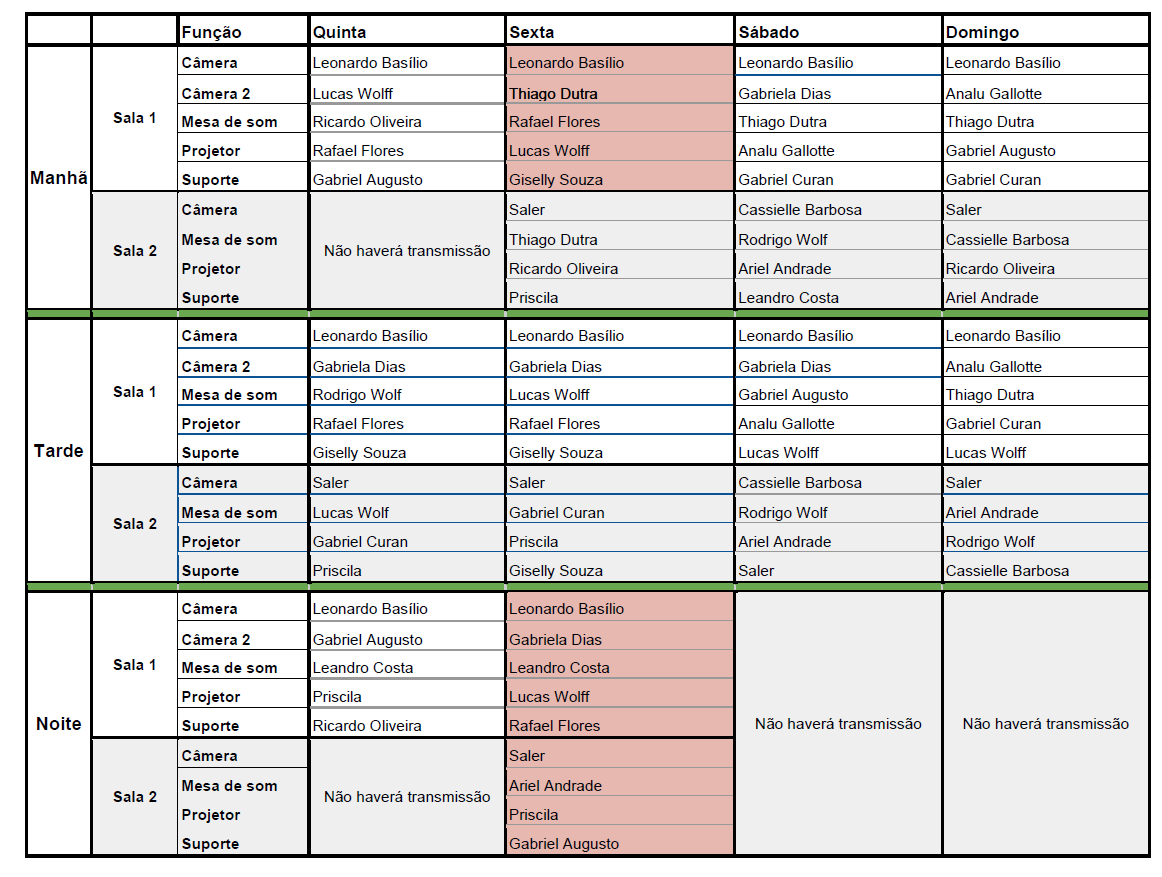 Função Quinta Sexta Sábado Domingo
Câmera Leonardo Basílio Leonardo Basílio Leonardo Basílio Leonardo Basílio
Câmera 2 Lucas Wolff Thiago Dutra Gabriela Dias Analu Gallotte
Sala 1
Mesa de som Ricardo Oliveira Rafael Flores Thiago Dutra Thiago Dutra
Projetor Rafael Flores Lucas Wolff Analu Gallotte Gabriel Augusto
Manhã
Suporte Gabriel Augusto Giselly Souza Gabriel Curan Gabriel Curan
Câmera Saler Cassielle Barbosa Saler
Mesa de som Thiago Dutra Rodrigo Wolf Cassielle Barbosa
Sala 2 Não haverá transmissão
Projetor Ricardo Oliveira Ariel Andrade Ricardo Oliveira
Suporte Priscila Leandro Costa Ariel Andrade
Câmera Leonardo Basílio Leonardo Basílio Leonardo Basílio Leonardo Basílio
Câmera 2 Gabriela Dias Gabriela Dias Gabriela Dias Analu Gallotte
Sala 1
Mesa de som Rodrigo Wolf Lucas Wolff Gabriel Augusto Thiago Dutra
Projetor Rafael Flores Rafael Flores Analu Gallotte Gabriel Curan
Tarde
Suporte Giselly Souza Giselly Souza Lucas Wolff Lucas Wolff
Câmera Saler Saler Cassielle Barbosa Saler
Mesa de som Lucas Wolf Gabriel Curan Rodrigo Wolf Ariel Andrade
Sala 2
Projetor Gabriel Curan Priscila Ariel Andrade Rodrigo Wolf
Suporte Priscila Giselly Souza Saler Cassielle Barbosa
Câmera Leonardo Basílio Leonardo Basílio
Câmera 2 Gabriel Augusto Gabriela Dias
Sala 1
Mesa de som Leandro Costa Leandro Costa
Projetor Priscila Lucas Wolff
Noite Não haverá transmissão Não haverá transmissão
Suporte Ricardo Oliveira Rafael Flores
Câmera Saler
Mesa de som Ariel Andrade
Sala 2 Não haverá transmissão
Projetor Priscila
Suporte Gabriel Augusto